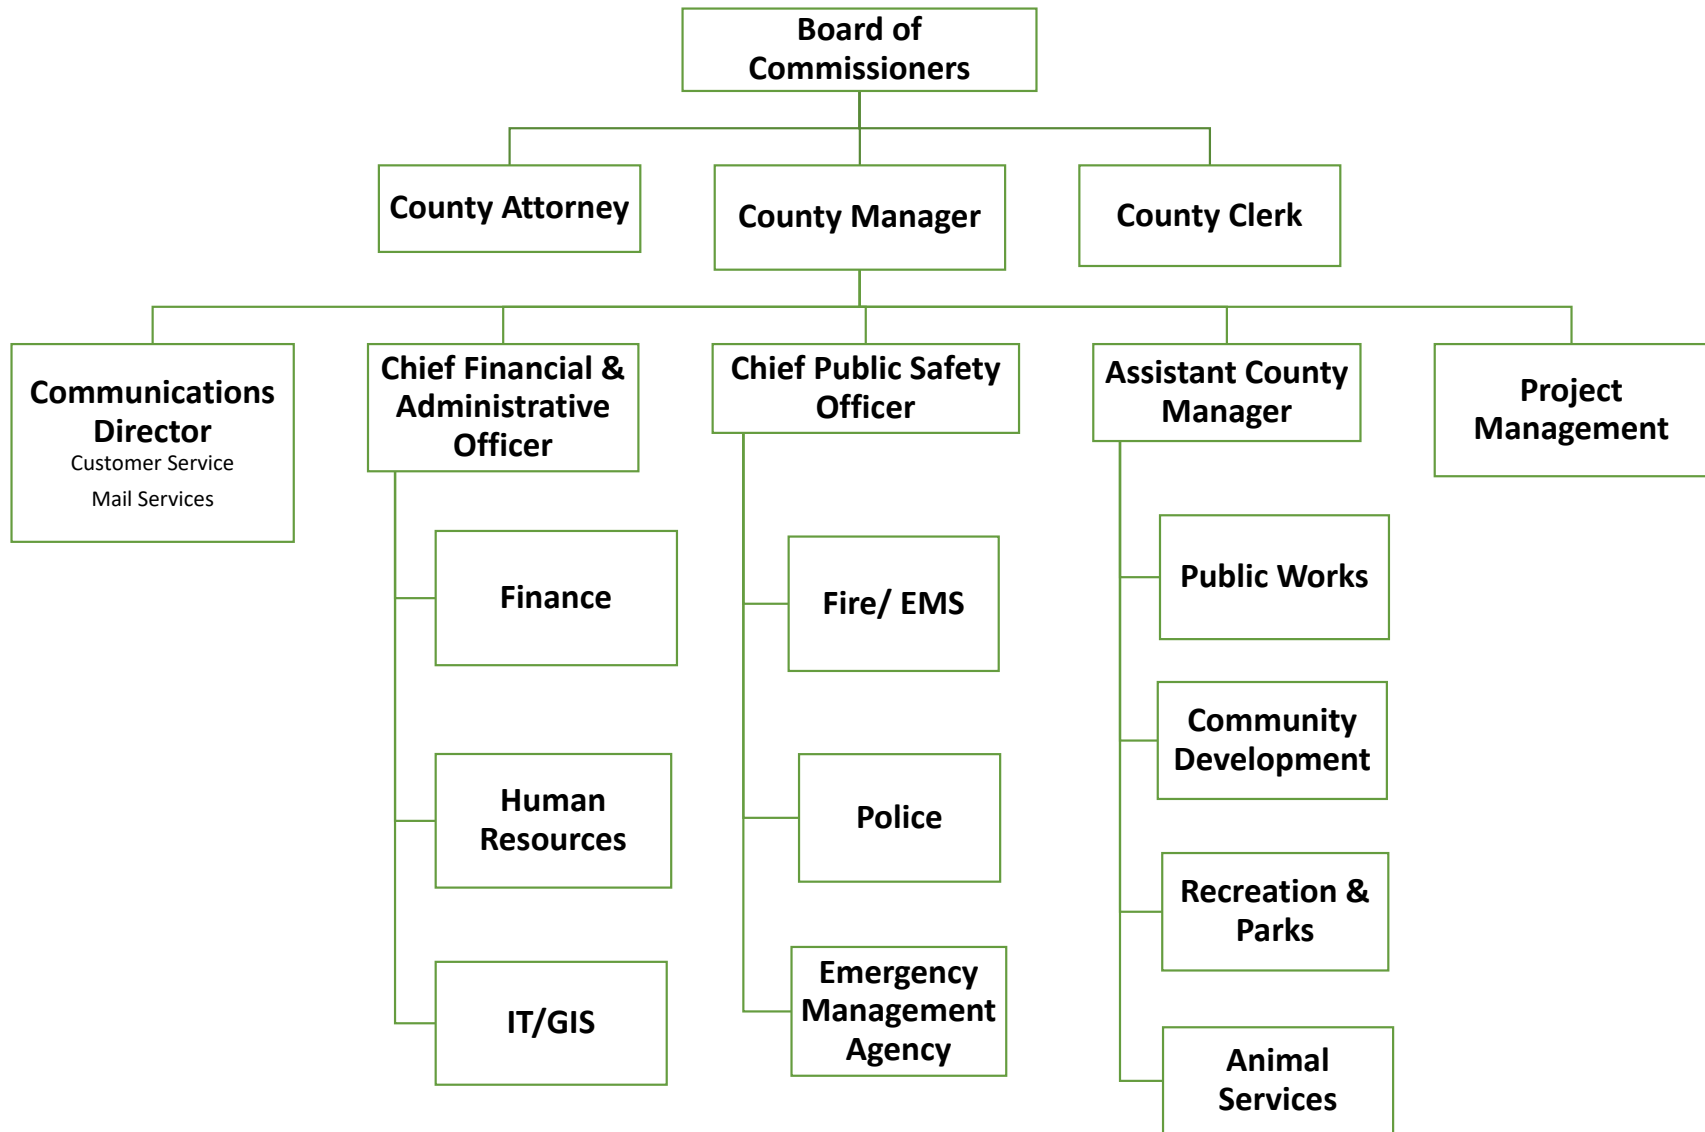 Board of
Commissioners
County Attorney
County Manager
County Clerk
Communications
Director
Customer Service
Mail Services
Chief Financial &
Administrative
Officer
Chief Public Safety
Officer
Assistant County
Manager
Project
Management
Finance
Human
Resources
IT/GIS
Fire/ EMS
Police
Emergency
Management
Agency
Public Works
Community
Development
Recreation &
Parks
Animal
Services